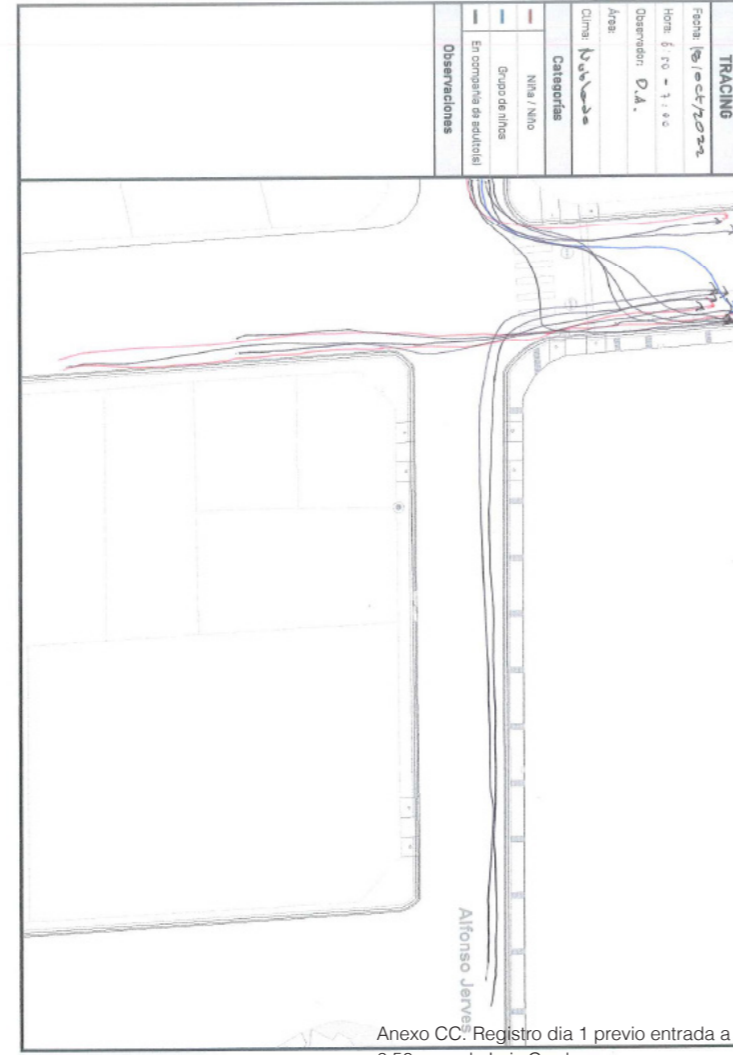 TRACING
Fecha: 18/oct/2022
Hora: 6:50 - 7:00
Observador: D.A.
Área:
Clima: Nublado
Categorías
Niña / Niño
Grupo de niños
En compañía de adulto(s)
Observaciones
Alfonso Jerves
Anexo CC. Registro dia 1 previo entrada a